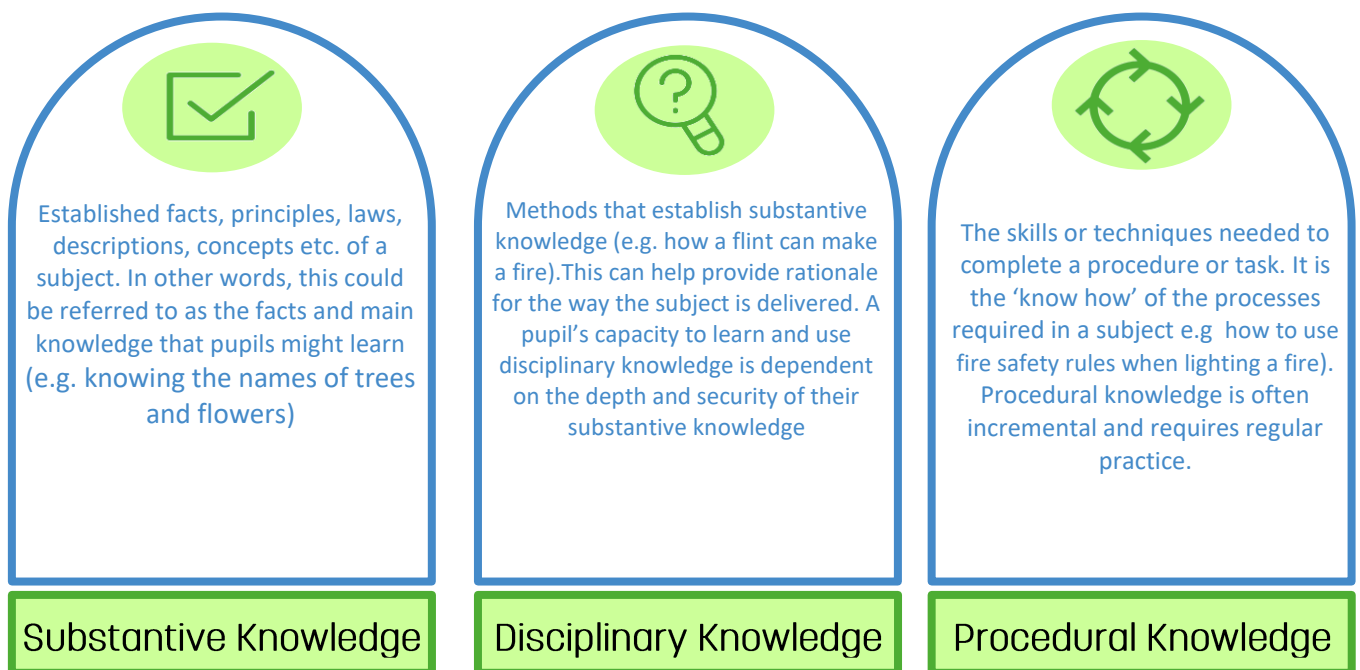 Established facts, principles, laws,
descriptions, concepts etc. of a
subject. In other words, this could
be referred to as the facts and main
knowledge that pupils might learn
(e.g. knowing the names of trees
and flowers)
Substantive Knowledge
Methods that establish substantive
knowledge (e.g. how a flint can make
a fire).This can help provide rationale
for the way the subject is delivered. A
pupil’s capacity to learn and use
disciplinary knowledge is dependent
on the depth and security of their
substantive knowledge
Disciplinary Knowledge
The skills or techniques needed to
complete a procedure or task. It is
the ‘know how’ of the processes
required in a subject e.g how to use
fire safety rules when lighting a fire).
Procedural knowledge is often
incremental and requires regular
practice.
Procedural Knowledge